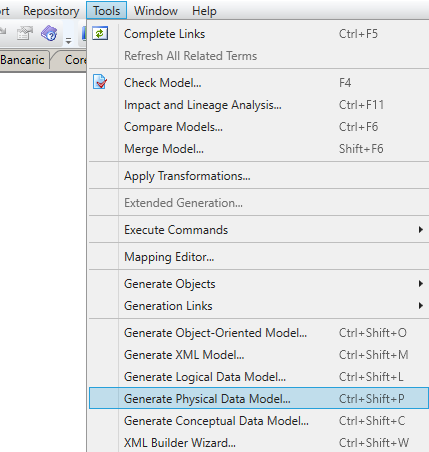 ort Repository Tools Window Help
Bancaric Core
Complete Links Ctrl+F5
Refresh All Related Terms
Check Model... F4
Impact and Lineage Analysis... Ctrl+F11
Compare Models... Ctrl+F6
Merge Model... Shift+F6
Apply Transformations...
Extended Generation...
Execute Commands
Mapping Editor...
Generate Objects
Generation Links
Generate Object-Oriented Model... Ctrl+Shift+O
Generate XML Model... Ctrl+Shift+M
Generate Logical Data Model... Ctrl+Shift+L
Generate Physical Data Model... Ctrl+Shift+P
Generate Conceptual Data Model... Ctrl+Shift+C
XML Builder Wizard... Ctrl+Shift+W